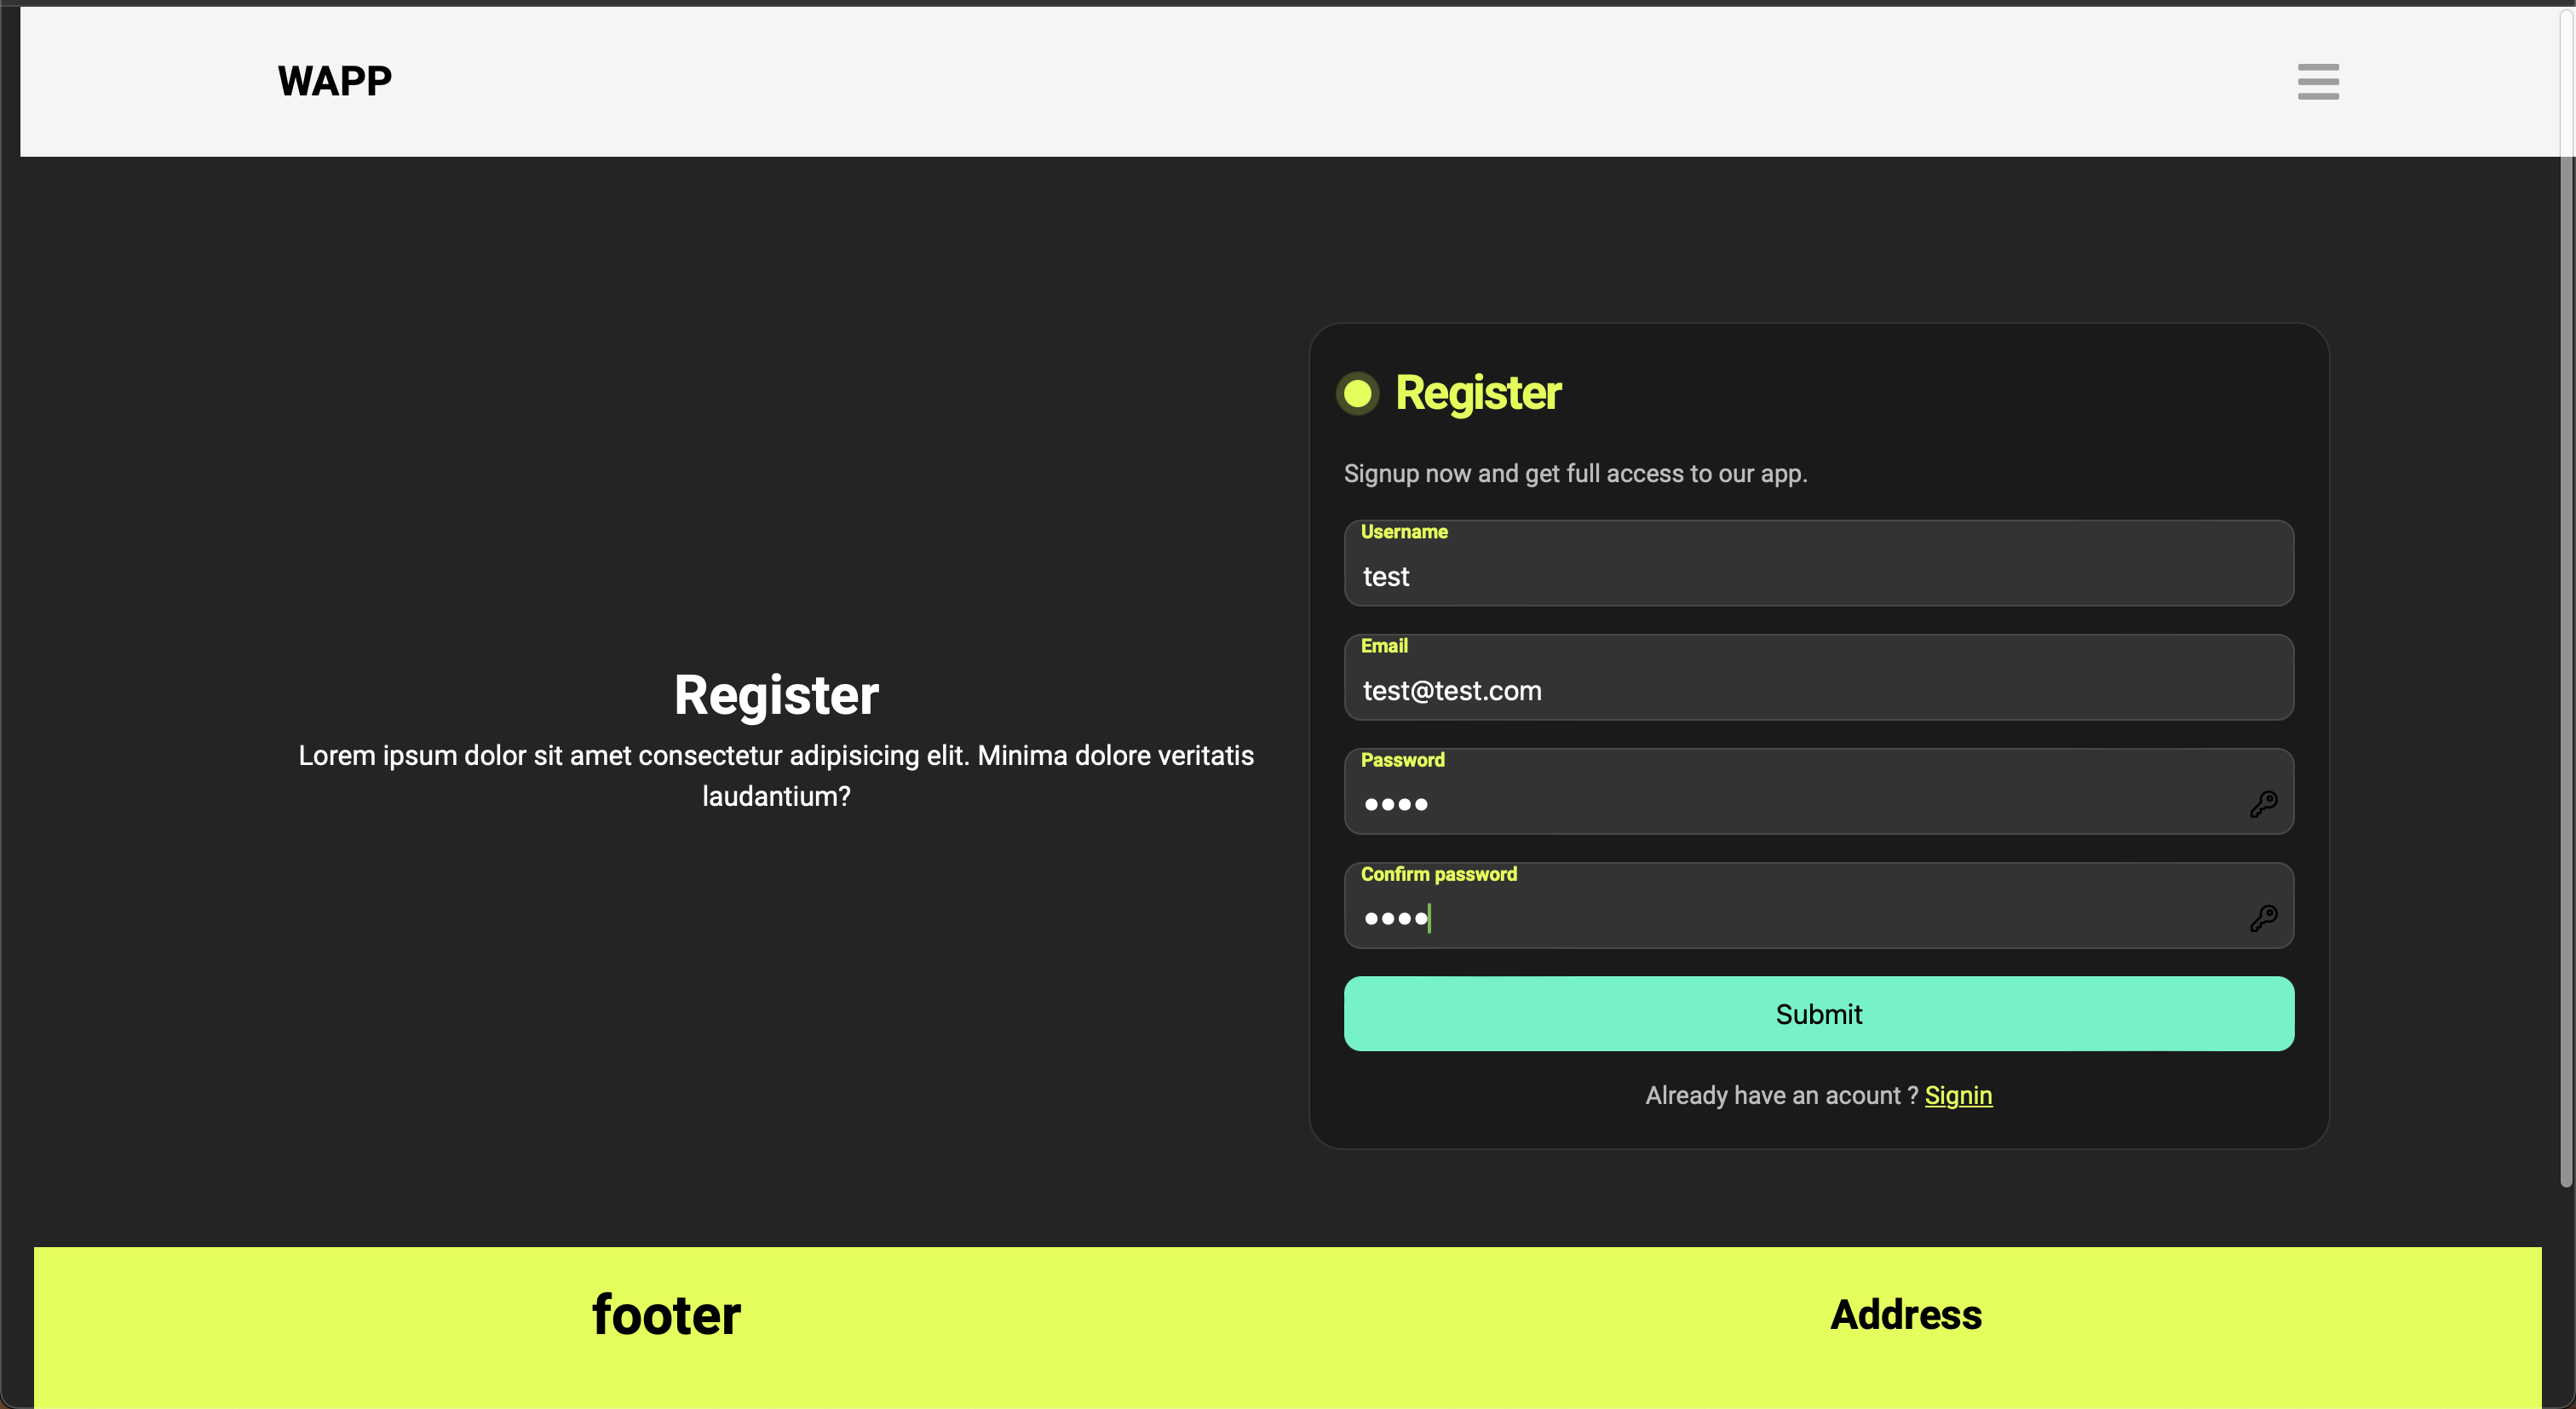 WAPP
Register
Lorem ipsum dolor sit amet consectetur adipisicing elit. Minima dolore veritatis
laudantium?
Register
Signup now and get full access to our app.
Username
test
Email
test@test.com
Password
••••
Confirm password
••••
Submit
Already have an acount ? Signin
footer
Address